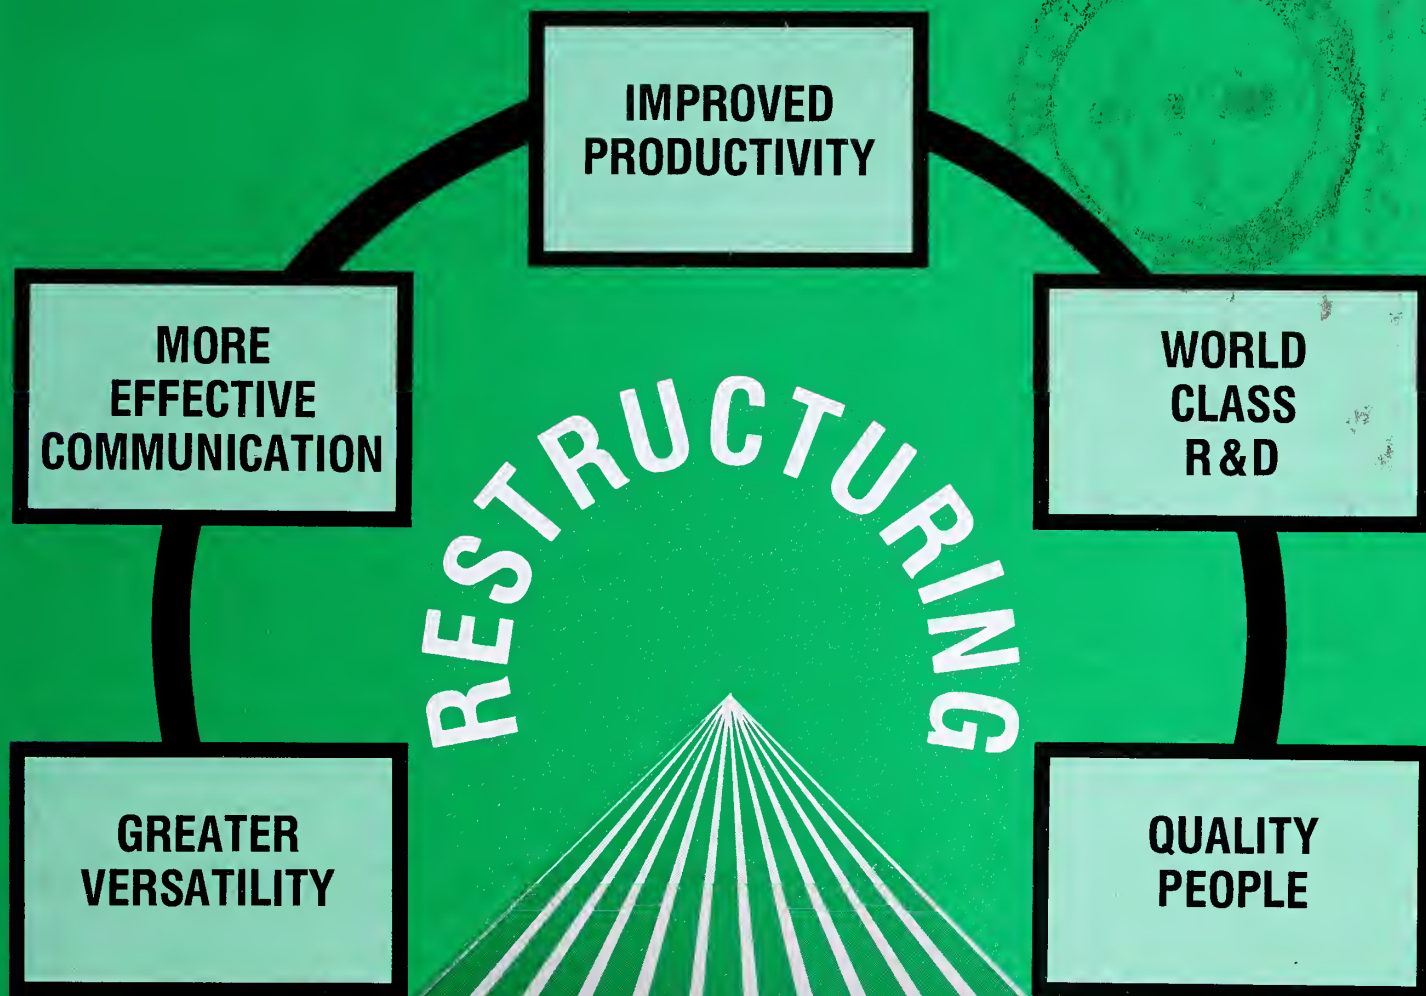 IMPROVED
PRODUCTIVITY
MORE
EFFECTIVE
COMMUNICATION
WORLD
CLASS
R&D
RESTRUCTURING
GREATER
VERSATILITY
QUALITY
PEOPLE